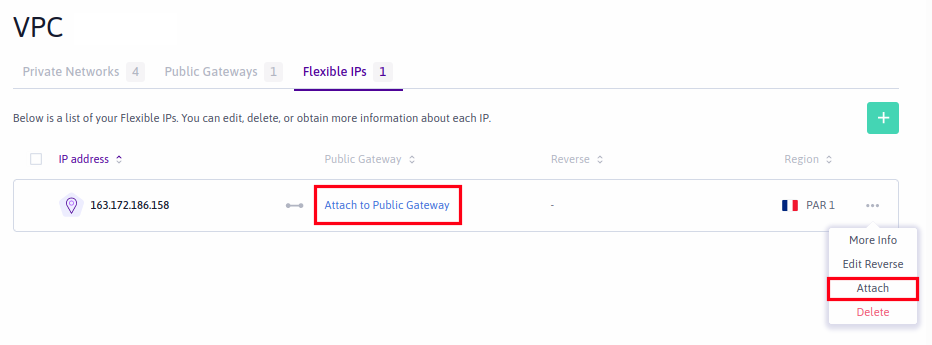 VPC
Private Networks 4 Public Gateways 1 Flexible IPs 1
Below is a list of your Flexible IPs. You can edit, delete, or obtain more information about each IP.
IP address Public Gateway Reverse Region
163.172.186.158 Attach to Public Gateway - PAR 1
More Info
Edit Reverse
Attach
Delete